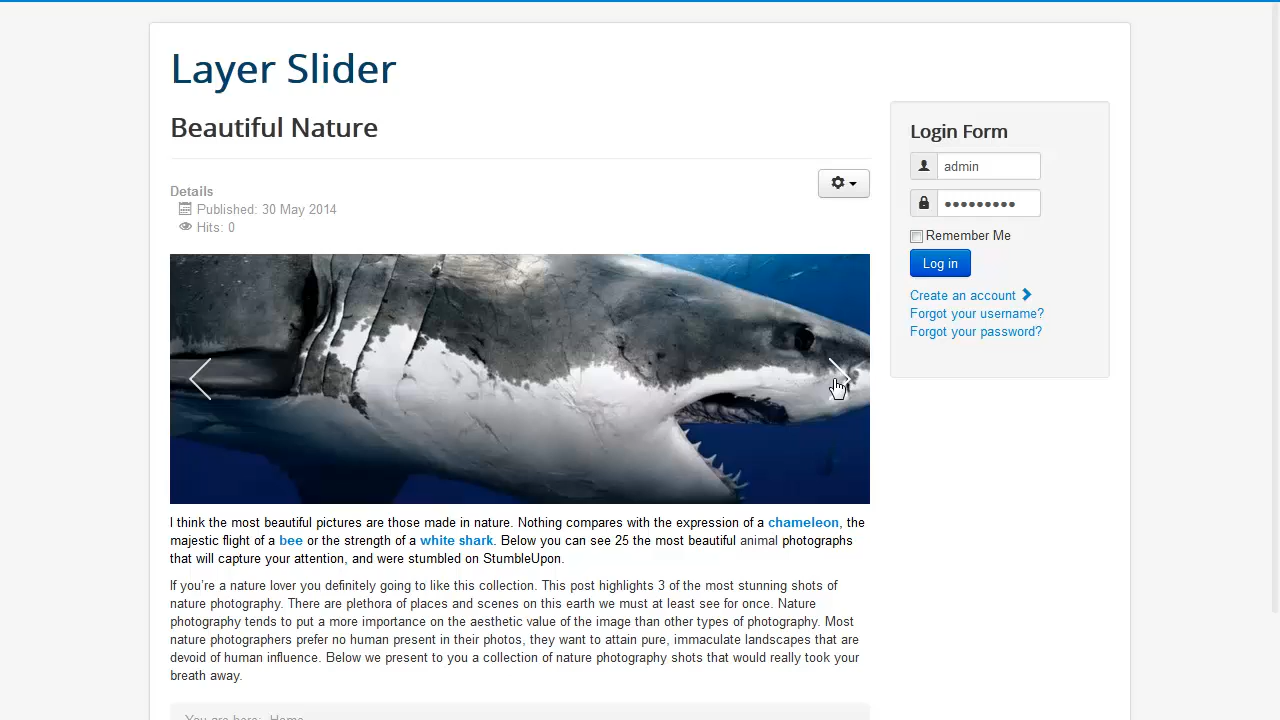 Layer Slider
Beautiful Nature
Details
Published: 30 May 2014
Hits: 0
I think the most beautiful pictures are those made in nature. Nothing compares with the expression of a chameleon, the
majestic flight of a bee or the strength of a white shark. Below you can see 25 the most beautiful animal photographs
that will capture your attention, and were stumbled on StumbleUpon.
If you're a nature lover you definitely going to like this collection. This post highlights 3 of the most stunning shots of
nature photography. There are plethora of places and scenes on this earth we must at least see for once. Nature
photography tends to put a more importance on the aesthetic value of the image than other types of photography. Most
nature photographers prefer no human present in their photos, they want to attain pure, immaculate landscapes that are
devoid of human influence. Below we present to you a collection of nature photography shots that would really took your
breath away.
You are here: Home
Login Form
admin
Remember Me
Log in
Create an account
Forgot your username?
Forgot your password?